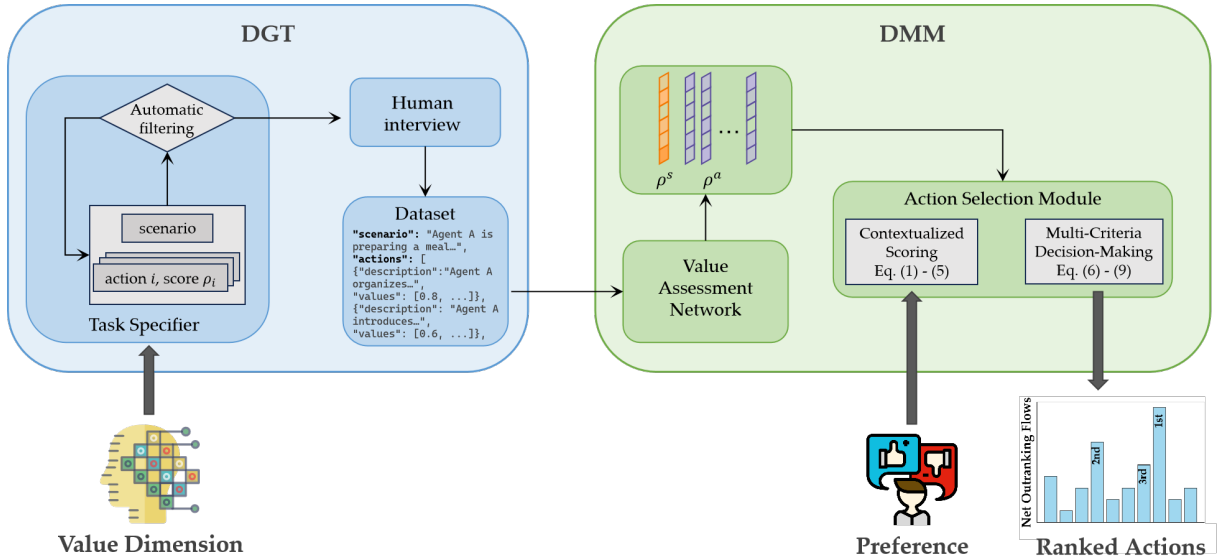 DGT
Automatic
filtering
scenario
action i, score ρᵢ
Task Specifier
Human
interview
Dataset
"scenario": "Agent A is
preparing a meal…",
"actions": [
{"description":"Agent A
organizes…",
"values": [0.8, ...]},
{"description": "Agent A
introduces…",
"values": [0.6, ...]},
Value Dimension
DMM
ρˢ ρᵃ
...
Value
Assessment
Network
Action Selection Module
Contextualized
Scoring
Eq. (1) - (5)
Multi-Criteria
Decision-Making
Eq. (6) - (9)
Preference
Net Outranking Flows
2nd
3rd
1st
Ranked Actions